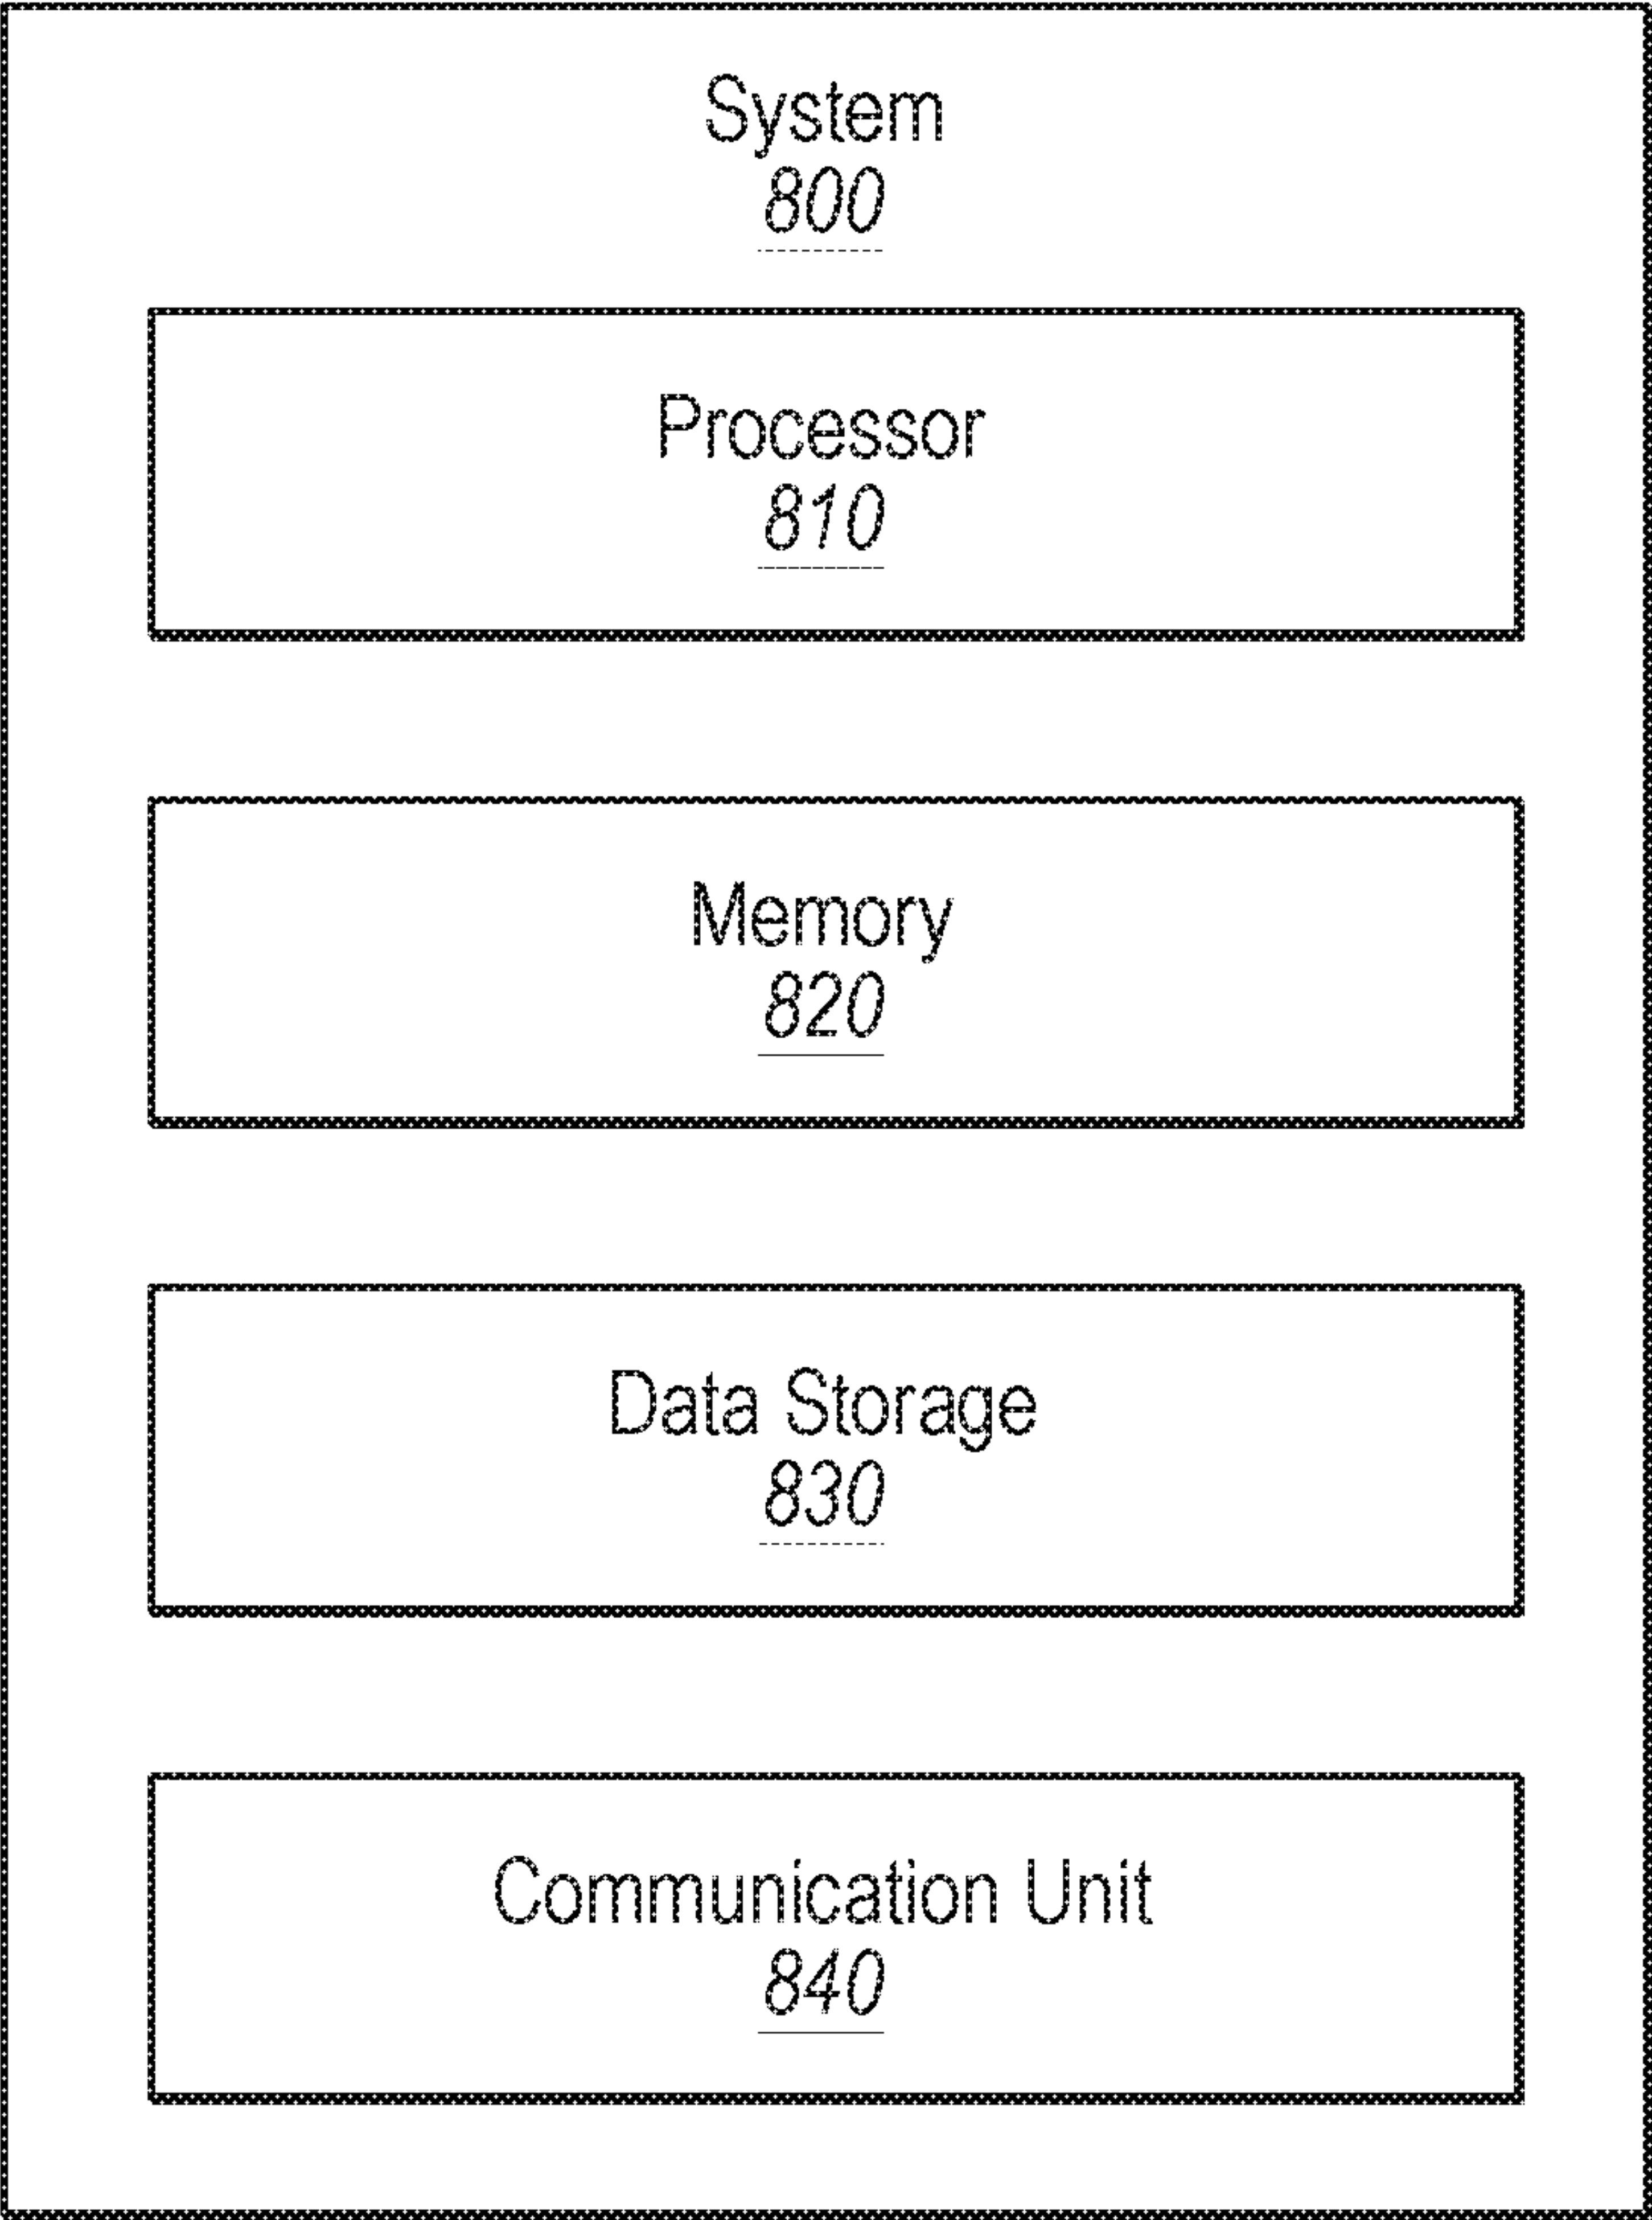 System
800
Processor
810
Memory
820
Data Storage
830
Communication Unit
840